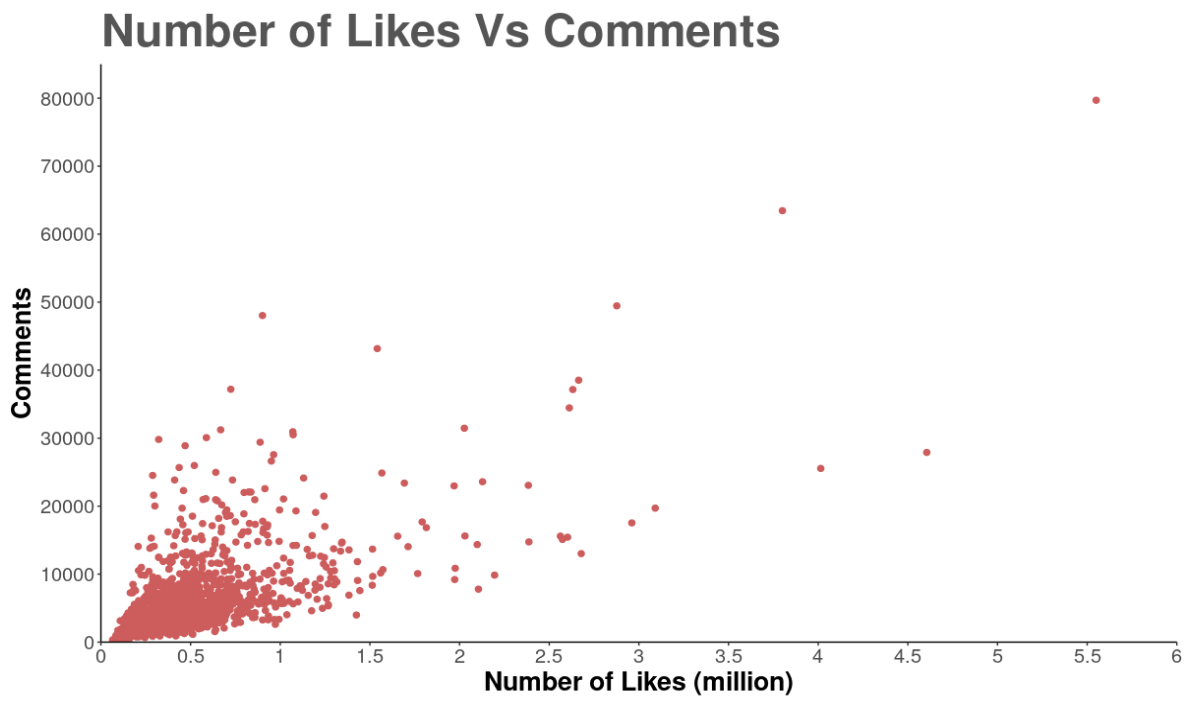 Number of Likes Vs Comments
Comments
80000
70000
60000
50000
40000
30000
20000
10000
0
0 0.5 1 1.5 2 2.5 3 3.5 4 4.5 5 5.5 6
Number of Likes (million)